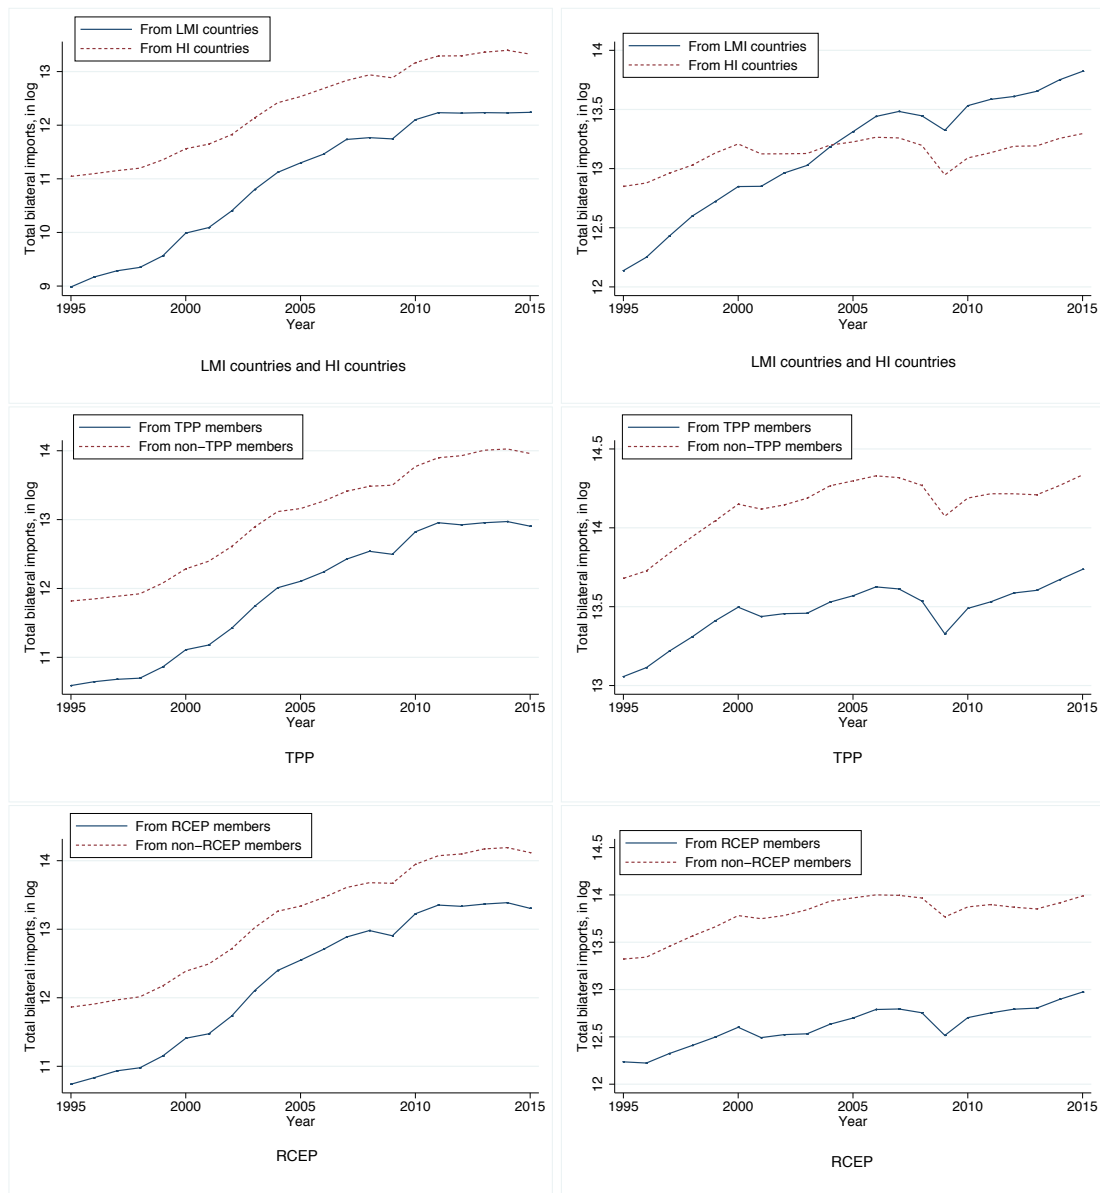 From LMI countries
From HI countries
Total bilateral imports, in log
13
12
11
10
9
1995 2000 2005 2010 2015
Year
LMI countries and HI countries
From LMI countries
From HI countries
Total bilateral imports, in log
14
13.5
13
12.5
12
1995 2000 2005 2010 2015
Year
LMI countries and HI countries
From TPP members
From non−TPP members
Total bilateral imports, in log
14
13
12
11
1995 2000 2005 2010 2015
Year
TPP
From TPP members
From non−TPP members
Total bilateral imports, in log
14.5
14
13.5
13
1995 2000 2005 2010 2015
Year
TPP
From RCEP members
From non−RCEP members
Total bilateral imports, in log
14
13
12
11
1995 2000 2005 2010 2015
Year
RCEP
From RCEP members
From non−RCEP members
Total bilateral imports, in log
14.5
14
13.5
13
12.5
12
1995 2000 2005 2010 2015
Year
RCEP